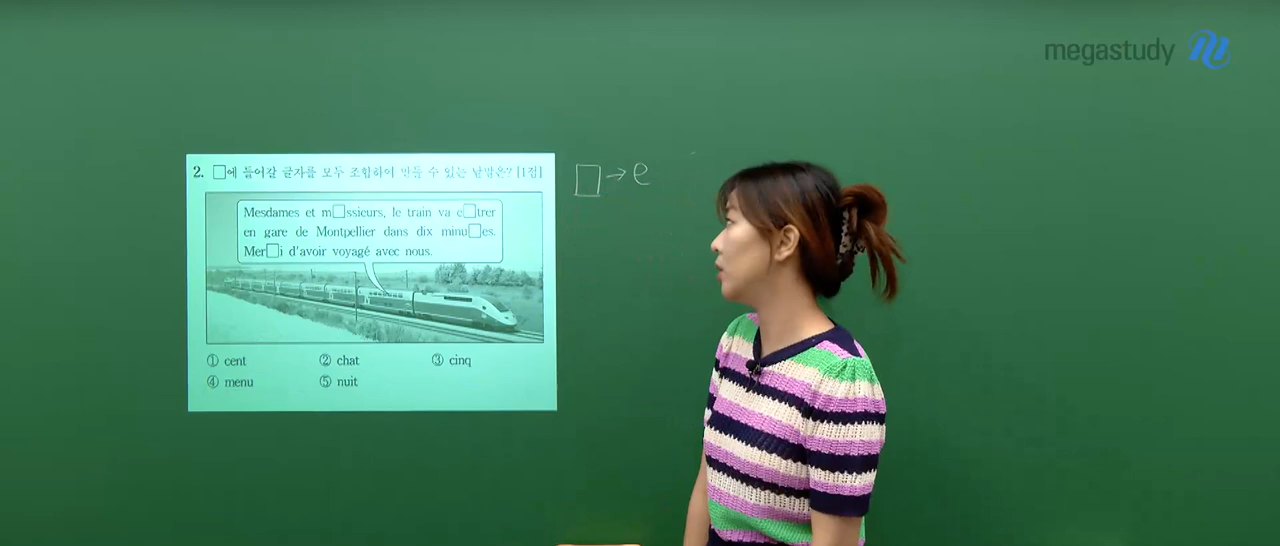 megastudy
2. □에 들어갈 글자를 모두 조합하여 만들 수 있는 낱말은? [1점]
□→e
Mesdames et m□ssieurs, le train va e□trer
en gare de Montpellier dans dix minu□es.
Mer□i d'avoir voyagé avec nous.
① cent ② chat ③ cinq
④ menu ⑤ nuit